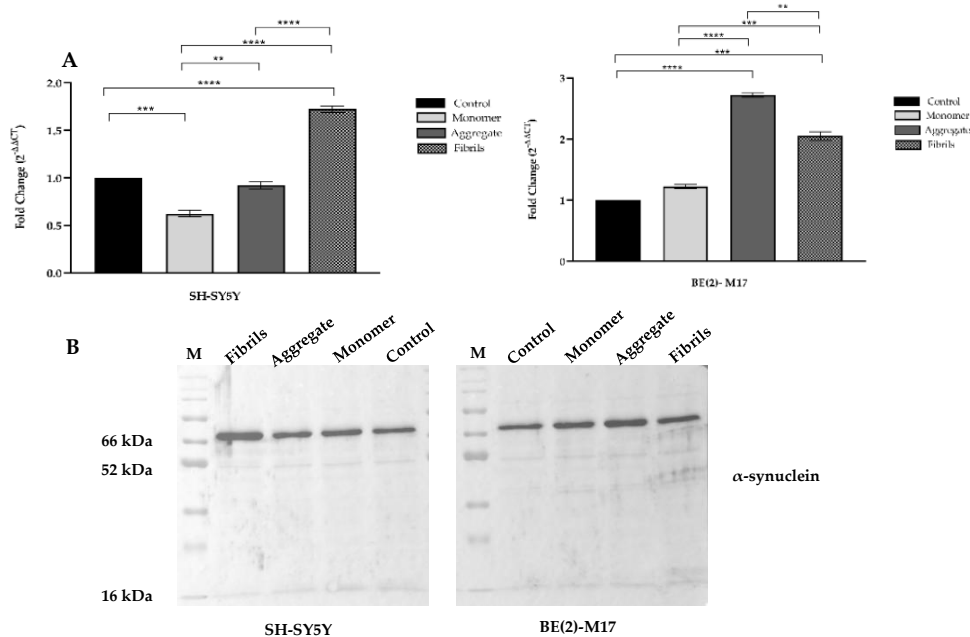 A
****
****
**
****
***
2.0
1.5
1.0
0.5
0.0
Fold Change (2^-ΔΔCT)
Control
Monomer
Aggregate
Fibrils
SH-SY5Y
**
***
****
***
****
3
2
1
0
Fold Change (2^-ΔΔCT)
Control
Monomer
Aggregate
Fibrils
BE(2)- M17
B
M
Fibrils
Aggregate
Monomer
Control
M
Control
Monomer
Aggregate
Fibrils
66 kDa
52 kDa
16 kDa
α-synuclein
SH-SY5Y
BE(2)-M17